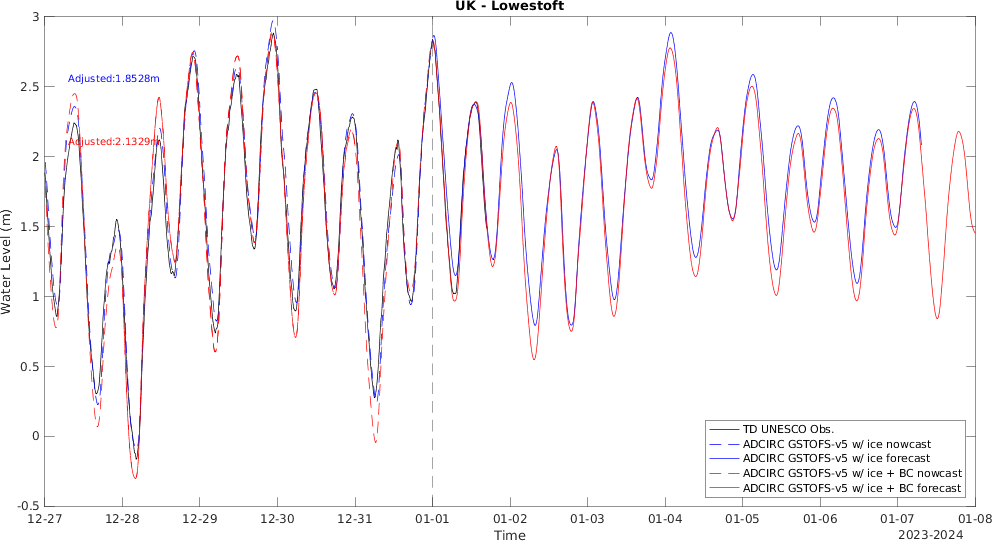 UK - Lowestoft
3
2.5
2
1.5
1
0.5
0
-0.5
Water Level (m)
Adjusted:1.8528m
Adjusted:2.1329m
TD UNESCO Obs.
ADCIRC GSTOFS-v5 w/ ice nowcast
ADCIRC GSTOFS-v5 w/ ice forecast
ADCIRC GSTOFS-v5 w/ ice + BC nowcast
ADCIRC GSTOFS-v5 w/ ice + BC forecast
12-27 12-28 12-29 12-30 12-31 01-01 01-02 01-03 01-04 01-05 01-06 01-07 01-08
Time
2023-2024